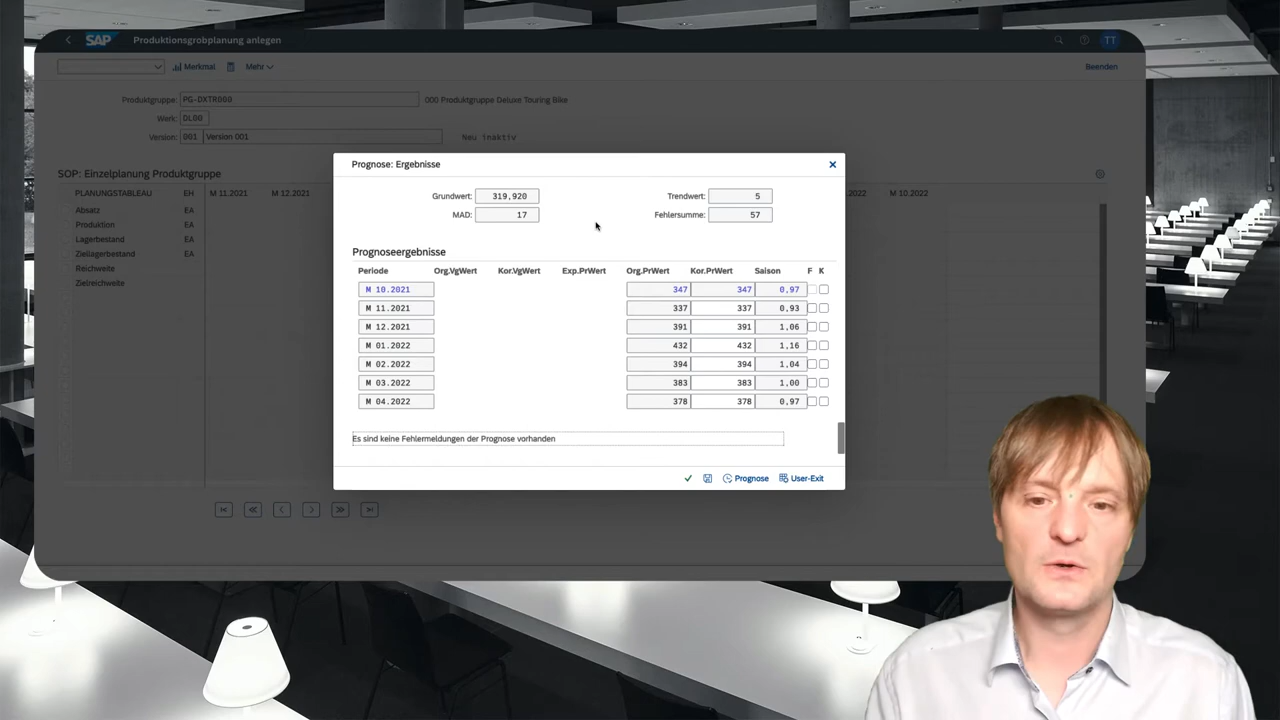 SAP Produktionsgrobplanung anlegen TT
Merkmal Mehr Beenden
Produktgruppe: PG-DXTR000 000 Produktgruppe Deluxe Touring Bike
Werk: DL00
Version: 001 Version 001 Neu inaktiv
SOP: Einzelplanung Produktgruppe
PLANUNGSTABLEAU EH M 11.2021 M 12.2021 2022 M 10.2022
Absatz EA
Produktion EA
Lagerbestand EA
Ziellagerbestand EA
Reichweite
Zielreichweite
Prognose: Ergebnisse
Grundwert: 319,920 Trendwert: 5
MAD: 17 Fehlersumme: 57
Prognoseergebnisse
Periode Org.VgWert Kor.VgWert Exp.PrWert Org.PrWert Kor.PrWert Saison F K
M 10.2021 347 347 0,97
M 11.2021 337 337 0,93
M 12.2021 391 391 1,06
M 01.2022 432 432 1,16
M 02.2022 394 394 1,04
M 03.2022 383 383 1,00
M 04.2022 378 378 0,97
Es sind keine Fehlermeldungen der Prognose vorhanden
Prognose User-Exit